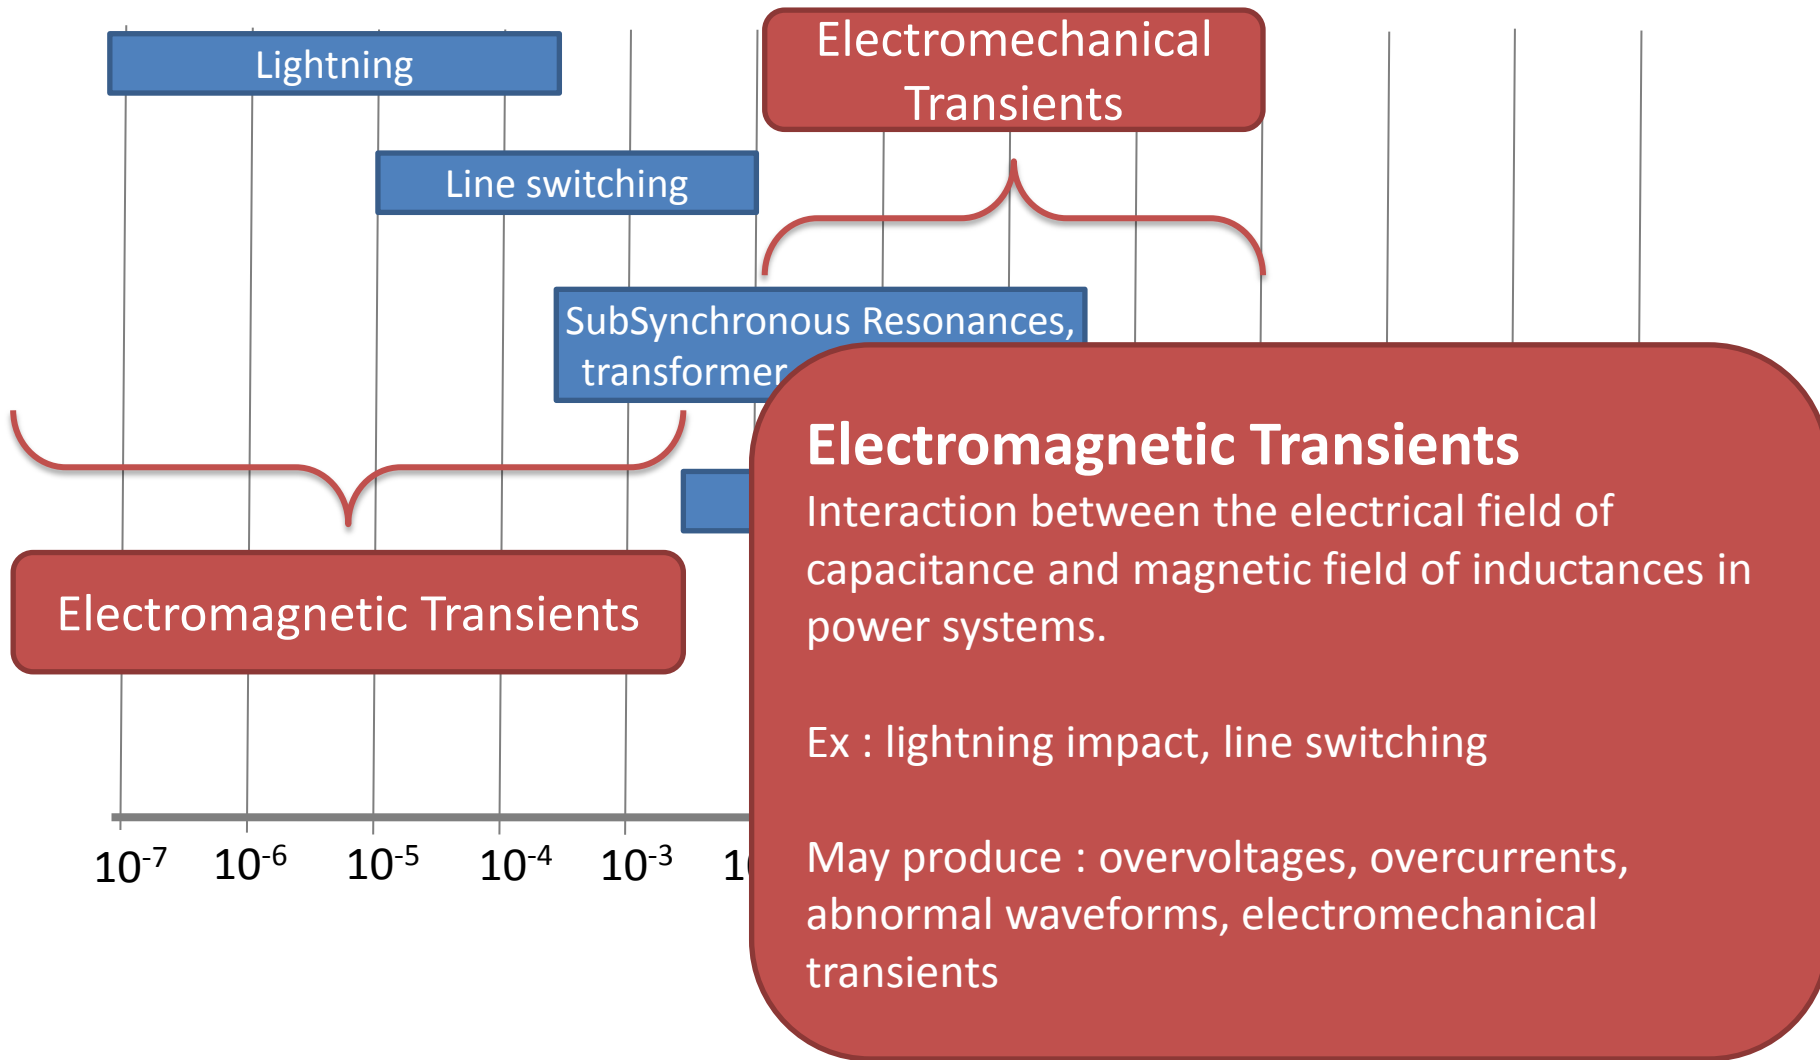 Lightning
Electromechanical
Transients
Line switching
SubSynchronous Resonances,
transformer
Electromagnetic Transients
Electromagnetic Transients
Interaction between the electrical field of
capacitance and magnetic field of inductances in
power systems.
Ex : lightning impact, line switching
May produce : overvoltages, overcurrents,
abnormal waveforms, electromechanical
transients
10-7 10-6 10-5 10-4 10-3